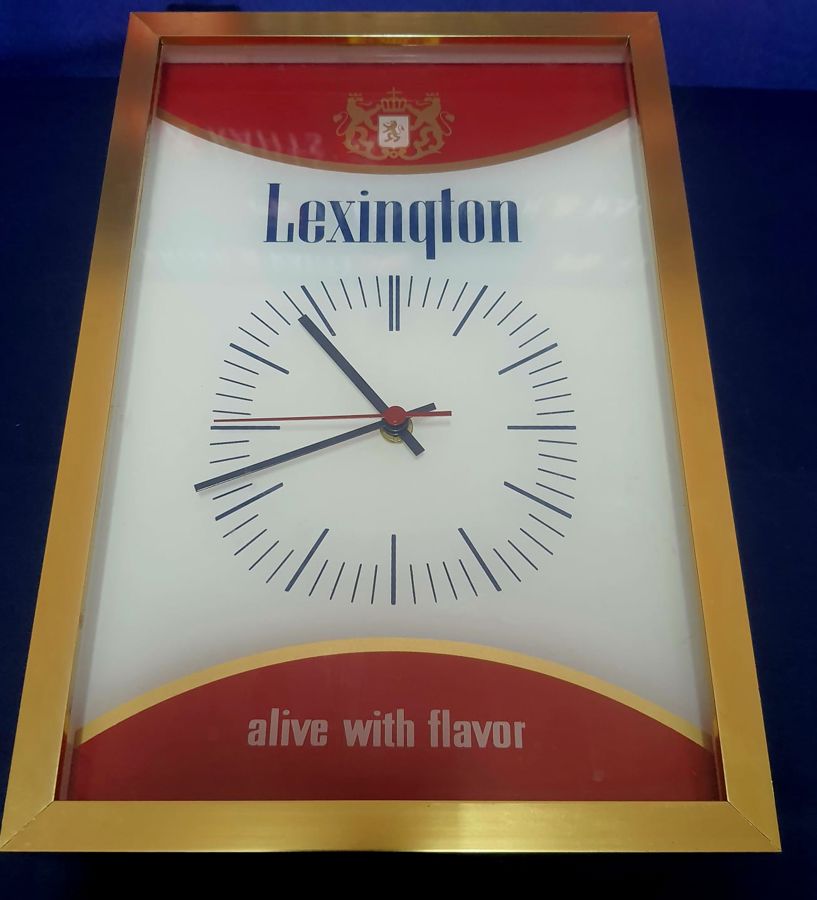 Lexington
alive with flavor